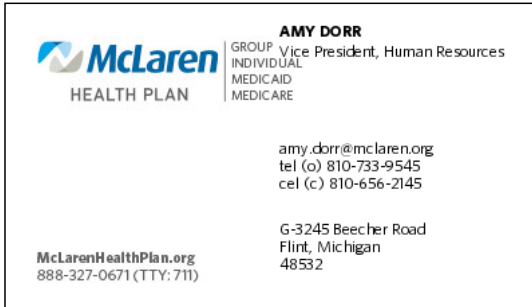 McLaren
HEALTH PLAN
GROUP
INDIVIDUAL
MEDICAID
MEDICARE
AMY DORR
Vice President, Human Resources
amy.dorr@mclaren.org
tel (o) 810-733-9545
cel (c) 810-656-2145
G-3245 Beecher Road
Flint, Michigan
48532
McLarenHealthPlan.org
888-327-0671 (TTY: 711)